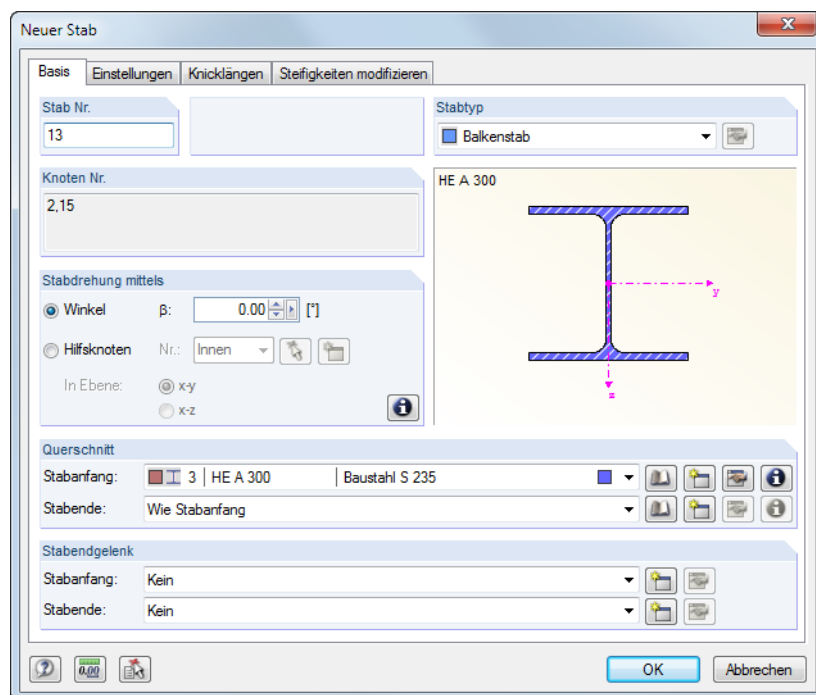 Neuer Stab
Basis Einstellungen Knicklängen Steifigkeiten modifizieren
Stab Nr.
13
Stabtyp
Balkenstab
Knoten Nr.
2,15
HE A 300
y
z
Stabdrehung mittels
Winkel β: 0.00 [°]
Hilfsknoten Nr.: Innen
In Ebene: x-y
x-z
Querschnitt
Stabanfang: 3 HE A 300 Baustahl S 235
Stabende: Wie Stabanfang
Stabendgelenk
Stabanfang: Kein
Stabende: Kein
0.00 OK Abbrechen